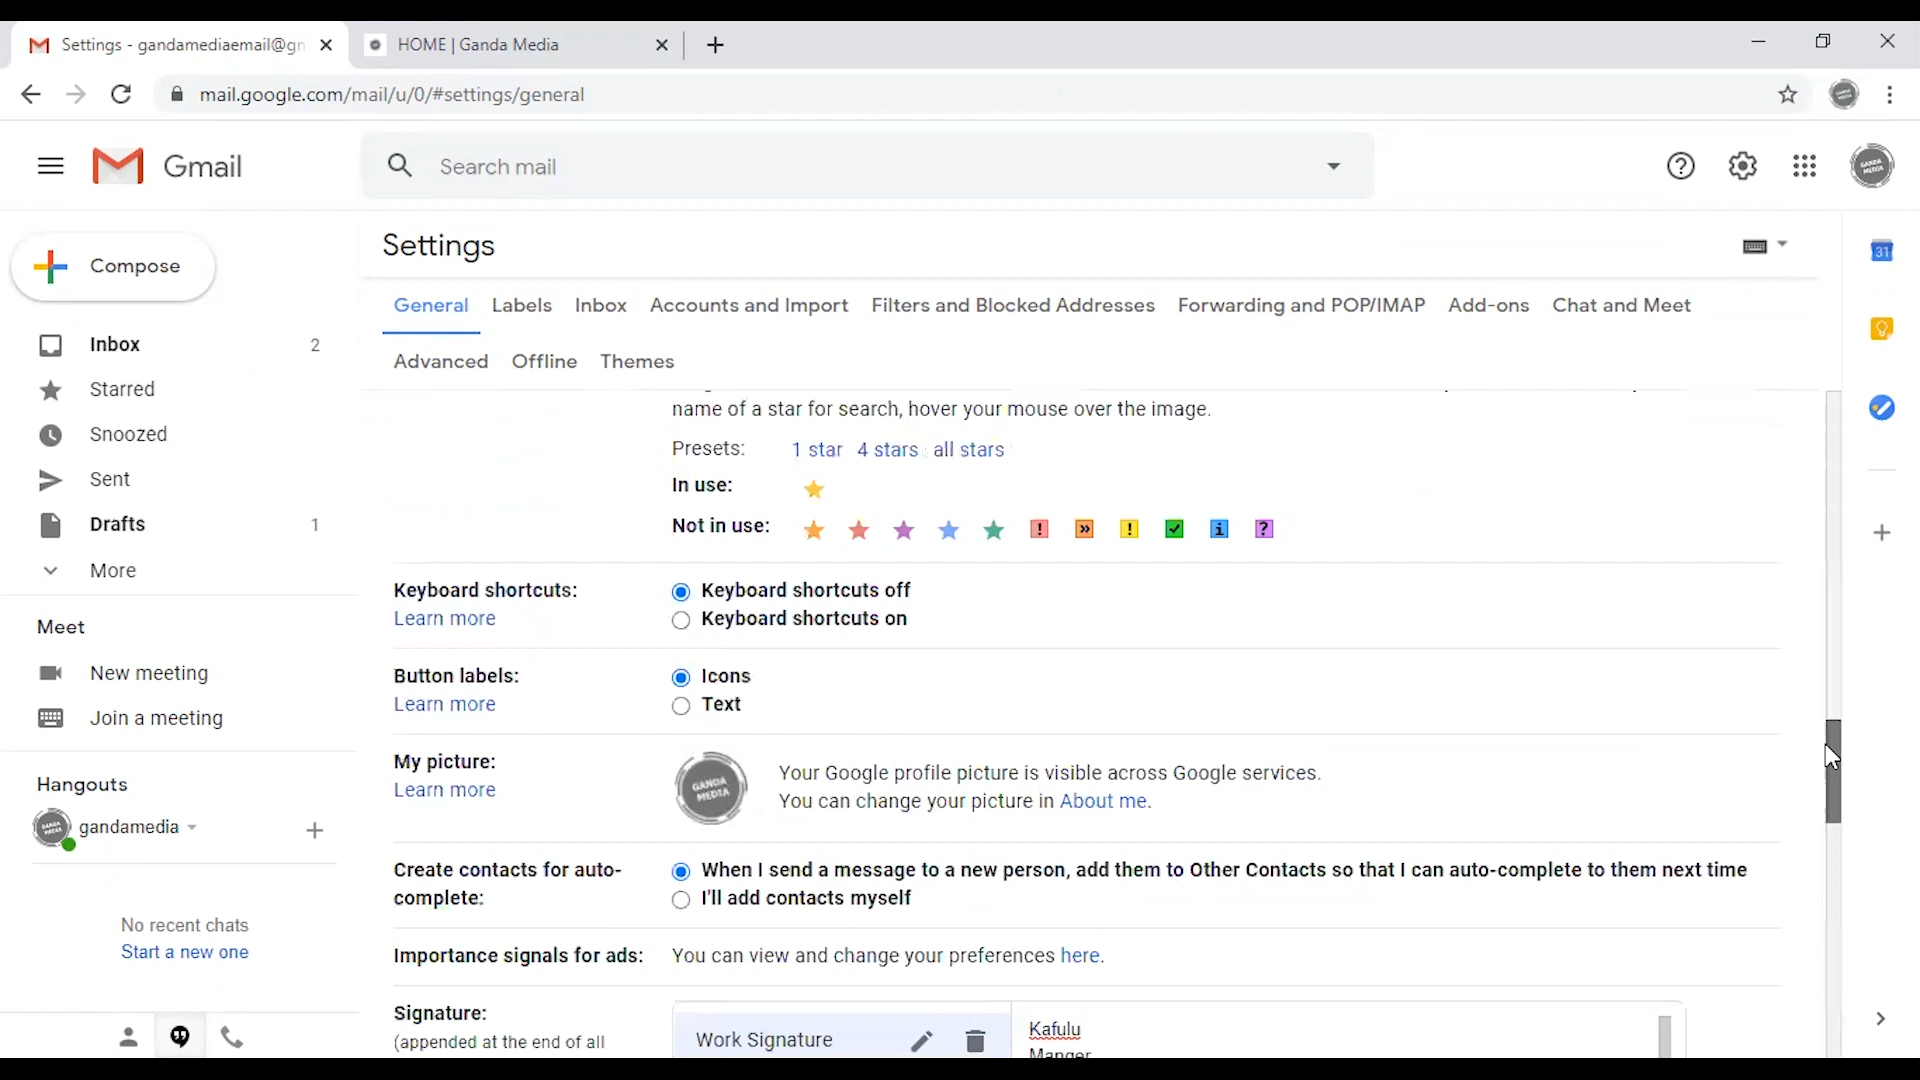 Settings - gandamediaemail@gm
HOME | Ganda Media
mail.google.com/mail/u/0/#settings/general
Gmail
Search mail
GANDA MEDIA
Compose
Inbox 2
Starred
Snoozed
Sent
Drafts 1
More
Meet
New meeting
Join a meeting
Hangouts
gandamedia
No recent chats
Start a new one
Settings
General Labels Inbox Accounts and Import Filters and Blocked Addresses Forwarding and POP/IMAP Add-ons Chat and Meet
Advanced Offline Themes
name of a star for search, hover your mouse over the image.
Presets: 1 star 4 stars all stars
In use:
Not in use: ! » ! i ?
Keyboard shortcuts: Keyboard shortcuts off
Learn more Keyboard shortcuts on
Button labels: Icons
Learn more Text
My picture:
Learn more
GANDA
MEDIA
Your Google profile picture is visible across Google services.
You can change your picture in About me.
Create contacts for auto-
complete:
When I send a message to a new person, add them to Other Contacts so that I can auto-complete to them next time
I'll add contacts myself
Importance signals for ads: You can view and change your preferences here.
Signature:
(appended at the end of all
Work Signature
Kafulu
Manger
31